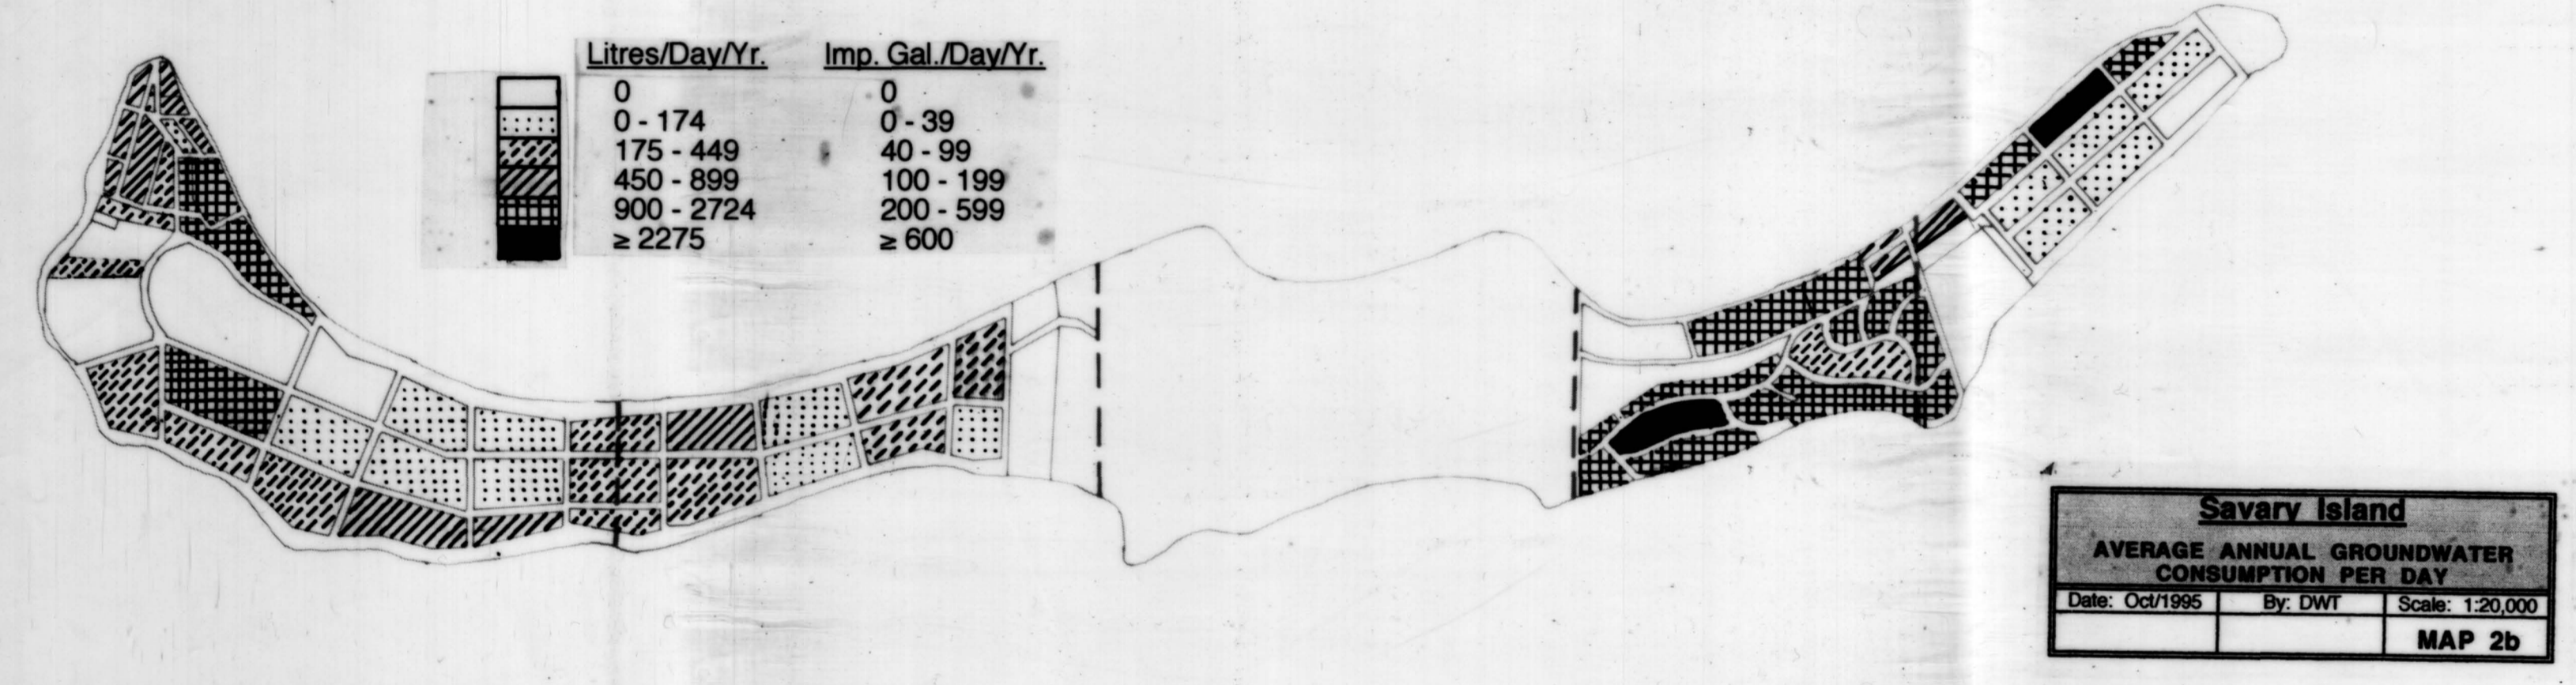 Litres/Day/Yr. Imp. Gal./Day/Yr.
0 0
0 - 174 0 - 39
175 - 449 40 - 99
450 - 899 100 - 199
900 - 2724 200 - 599
≥ 2275 ≥ 600
Savary Island
AVERAGE ANNUAL GROUNDWATER
CONSUMPTION PER DAY
Date: Oct/1995 By: DWT Scale: 1:20,000
MAP 2b